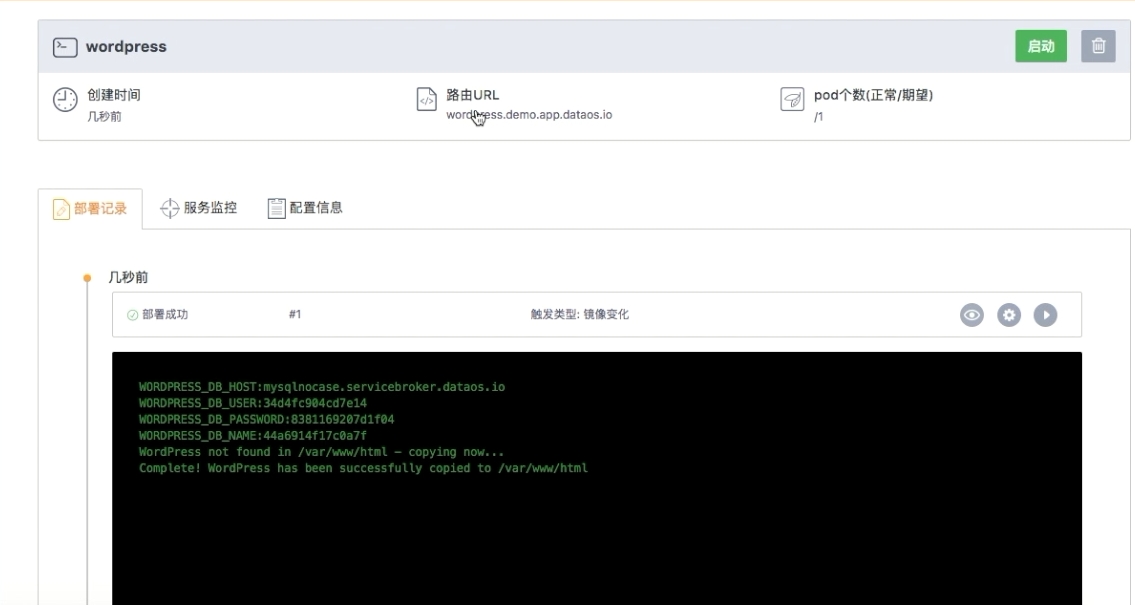 wordpress
启动
创建时间
几秒前
路由URL
wordpress.demo.app.dataos.io
pod个数(正常/期望)
/1
部署记录
服务监控
配置信息
几秒前
部署成功 #1 触发类型: 镜像变化
WORDPRESS_DB_HOST:mysqlnocase.servicebroker.dataos.io
WORDPRESS_DB_USER:34d4fc904cd7e14
WORDPRESS_DB_PASSWORD:8381169207d1f04
WORDPRESS_DB_NAME:44a6914f17c0a7f
WordPress not found in /var/www/html - copying now...
Complete! WordPress has been successfully copied to /var/www/html